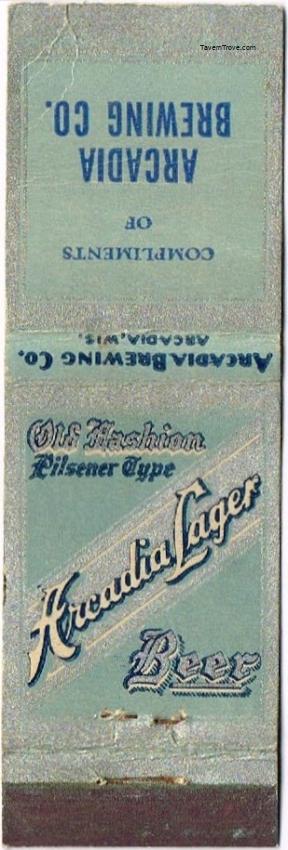 TavernTrove.com
COMPLIMENTS
OF
ARCADIA
BREWING CO.
ARCADIA BREWING CO.
ARCADIA, WIS.
Old Fashion
Pilsener Type
Arcadia Lager
Beer